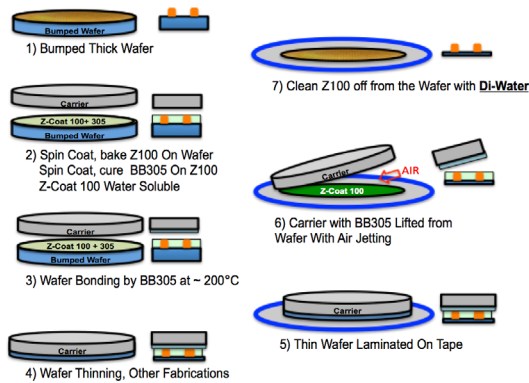 Bumped Wafer
1) Bumped Thick Wafer
Carrier
Z-Coat 100+ 305
Bumped Wafer
2) Spin Coat, bake Z100 On Wafer
Spin Coat, cure BB305 On Z100
Z-Coat 100 Water Soluble
Carrier
Z-Coat 100 + 305
Bumped Wafer
3) Wafer Bonding by BB305 at ~ 200°C
Carrier
4) Wafer Thinning, Other Fabrications
Carrier
5) Thin Wafer Laminated On Tape
Carrier
AIR
Z-Coat 100
6) Carrier with BB305 Lifted from
Wafer With Air Jetting
7) Clean Z100 off from the Wafer with Di-Water